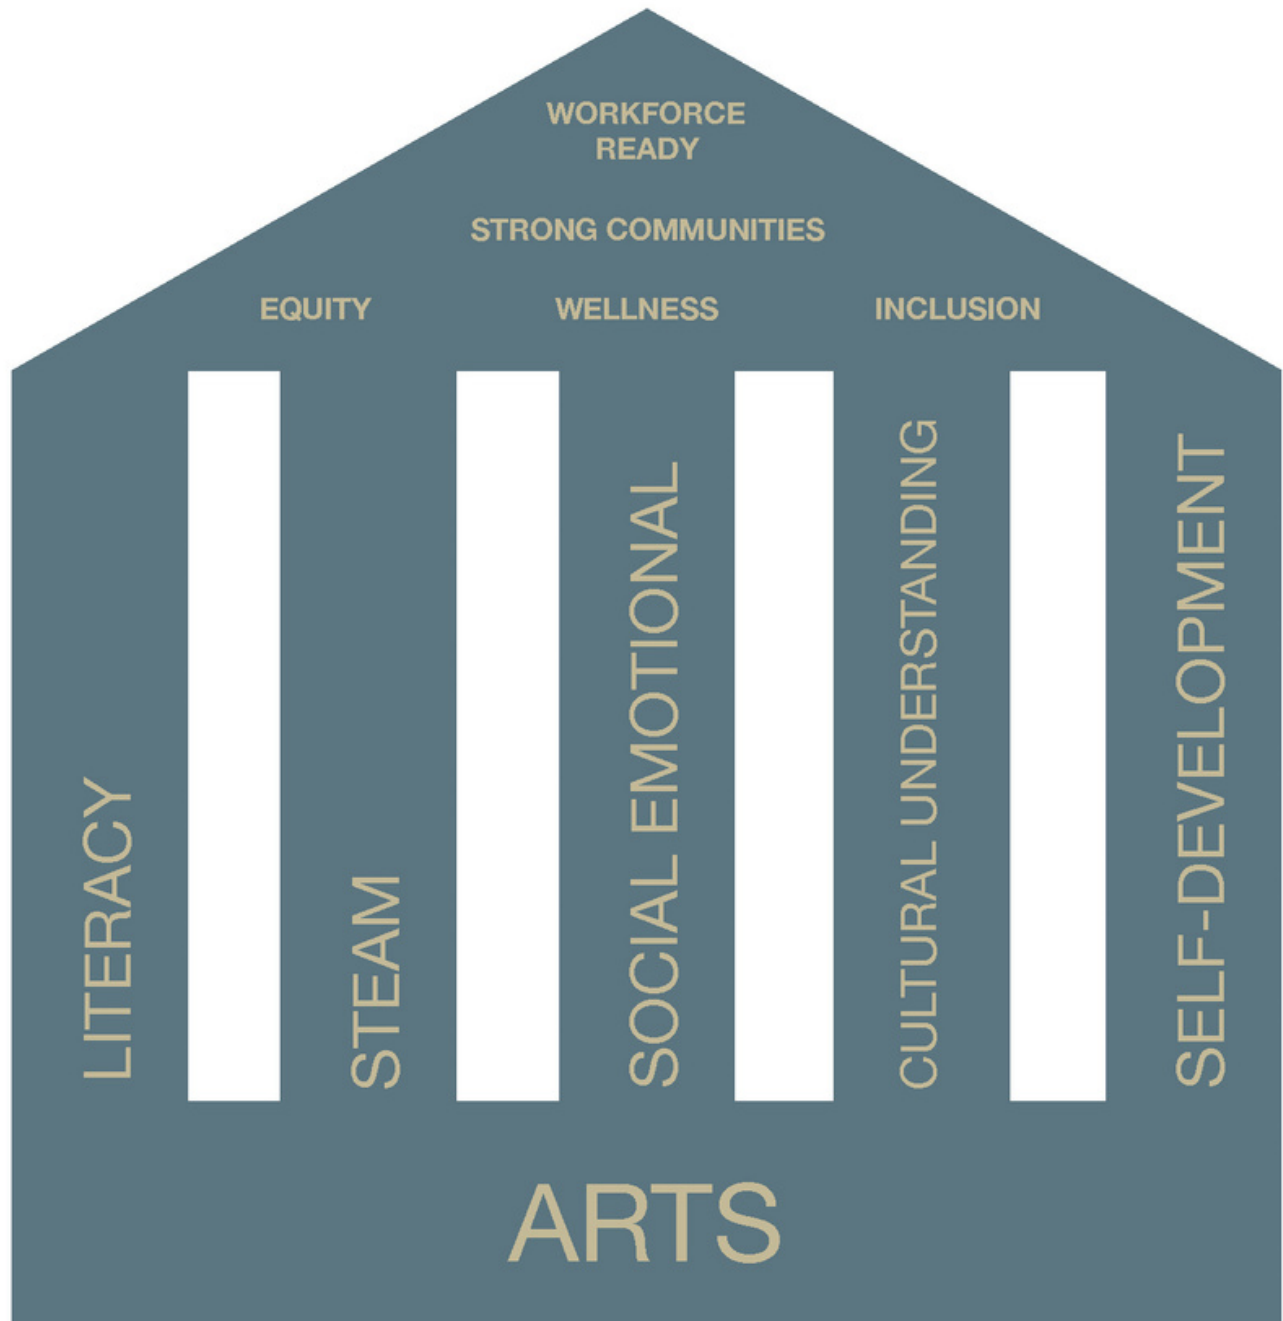 WORKFORCE
READY
STRONG COMMUNITIES
EQUITY
WELLNESS
INCLUSION
LITERACY
STEAM
SOCIAL EMOTIONAL
CULTURAL UNDERSTANDING
SELF-DEVELOPMENT
ARTS